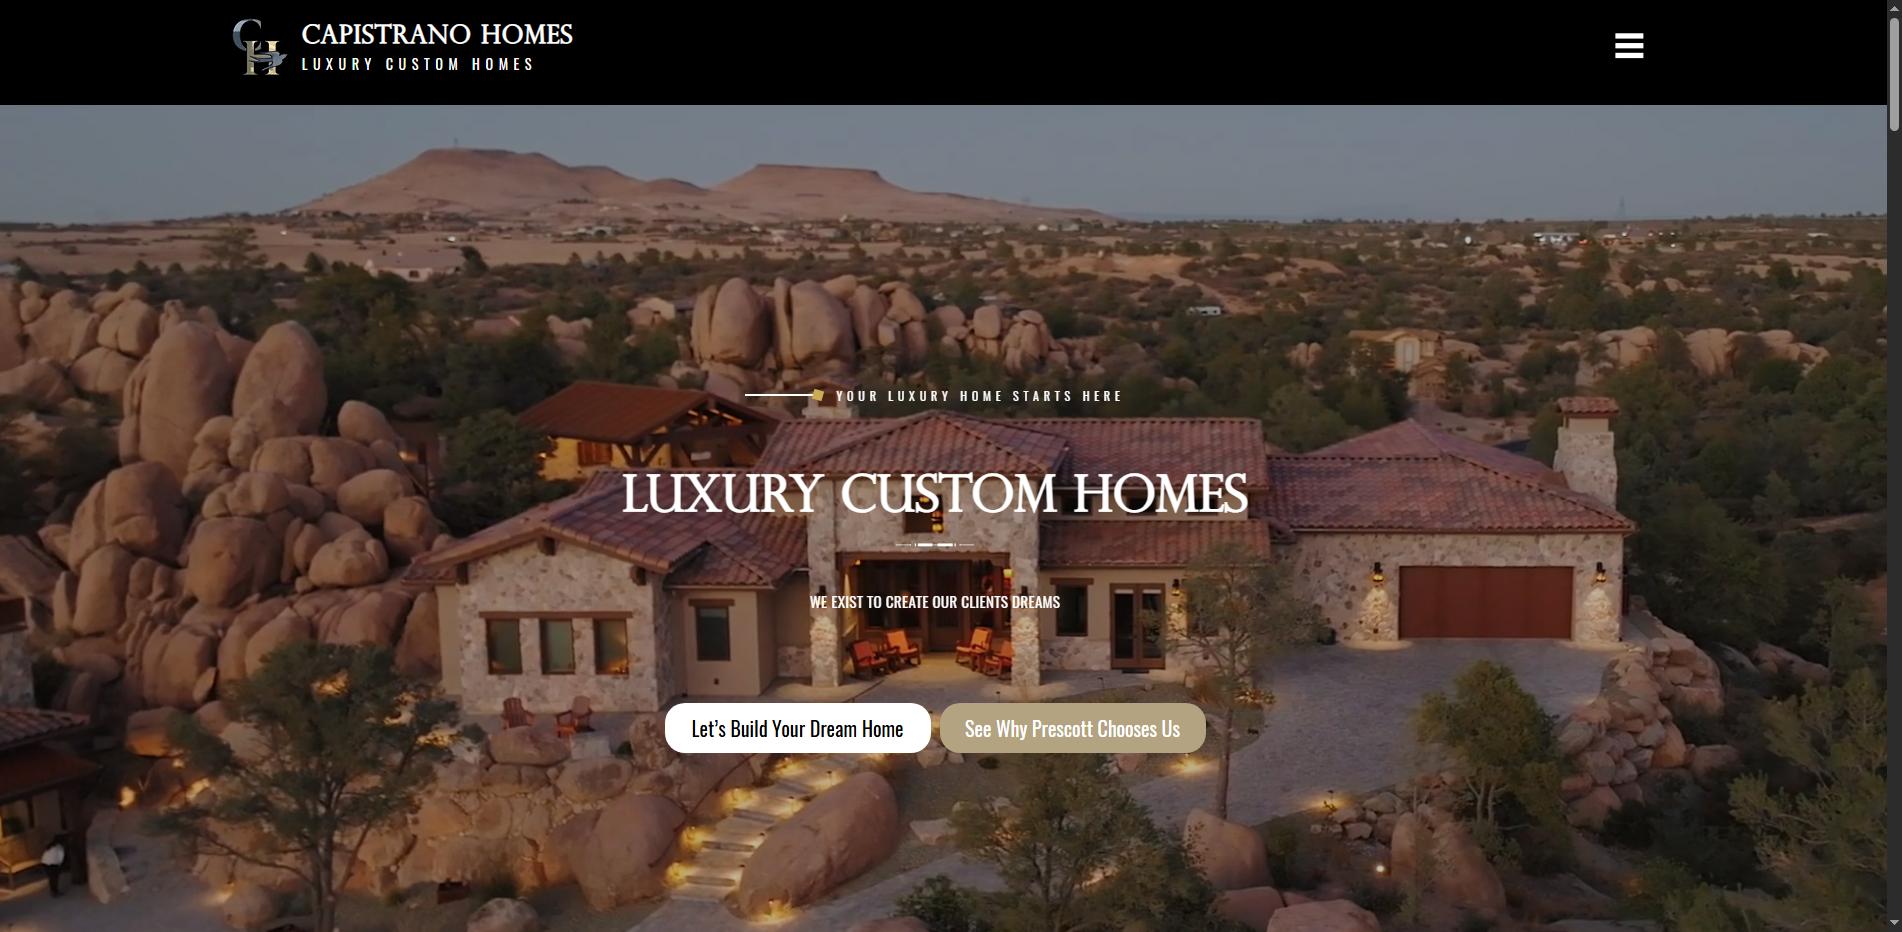 CAPISTRANO HOMES
LUXURY CUSTOM HOMES
YOUR LUXURY HOME STARTS HERE
LUXURY CUSTOM HOMES
WE EXIST TO CREATE OUR CLIENTS DREAMS
Let’s Build Your Dream Home
See Why Prescott Chooses Us